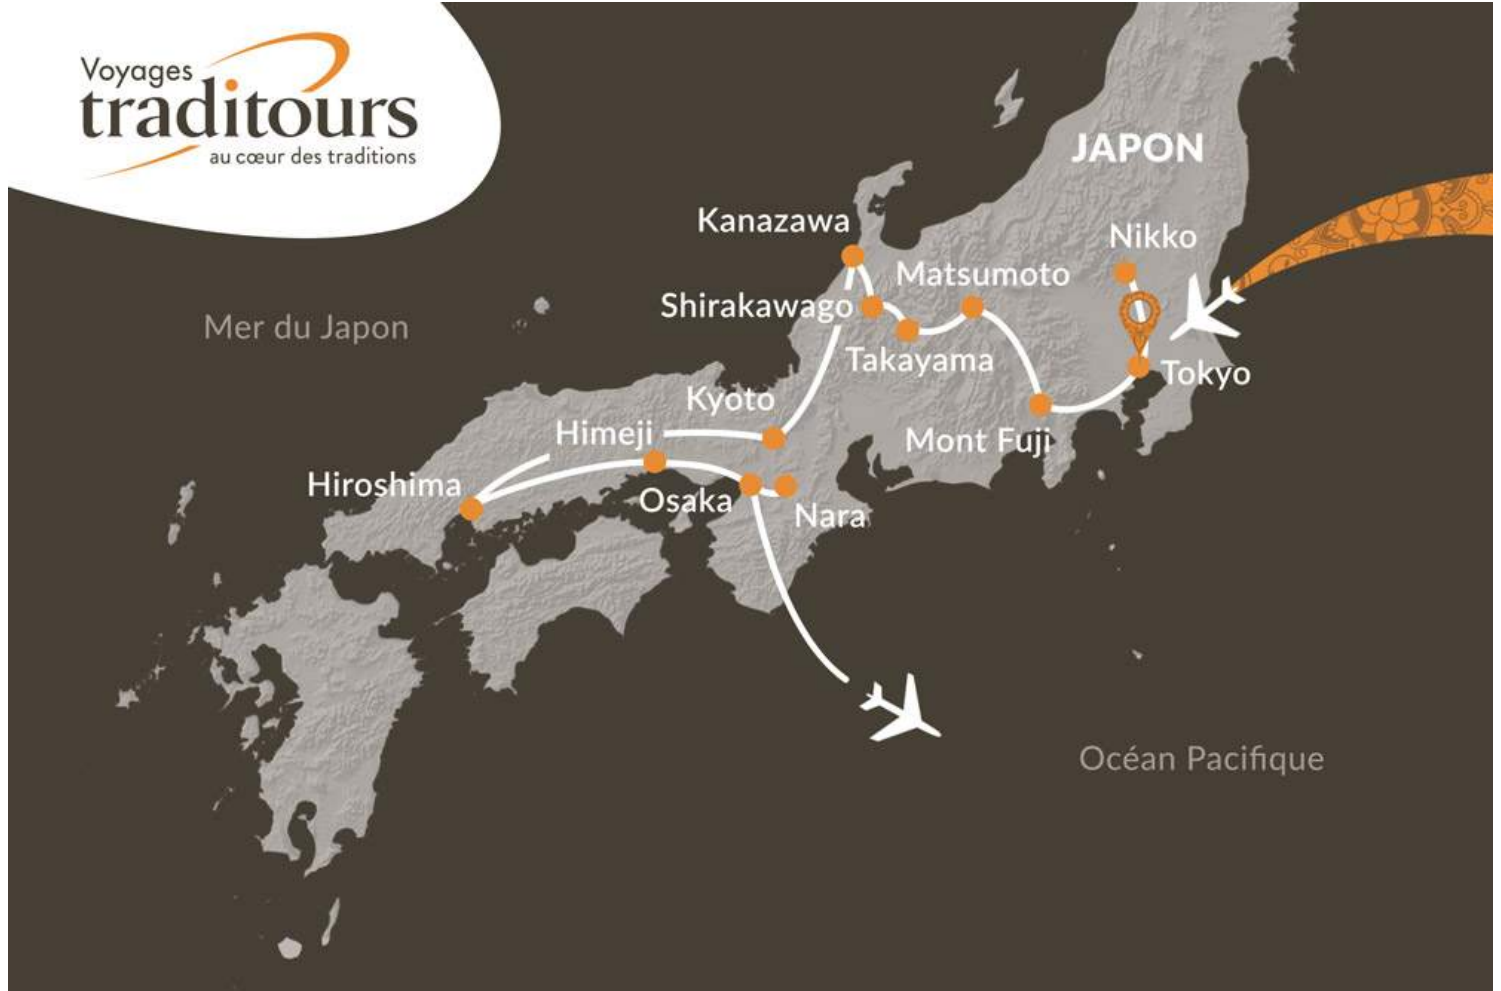 Voyages
traditours
au cœur des traditions
JAPON
Kanazawa
Nikko
Matsumoto
Shirakawago
Mer du Japon
Takayama
Tokyo
Kyoto
Himeji
Mont Fuji
Hiroshima
Osaka
Nara
Océan Pacifique